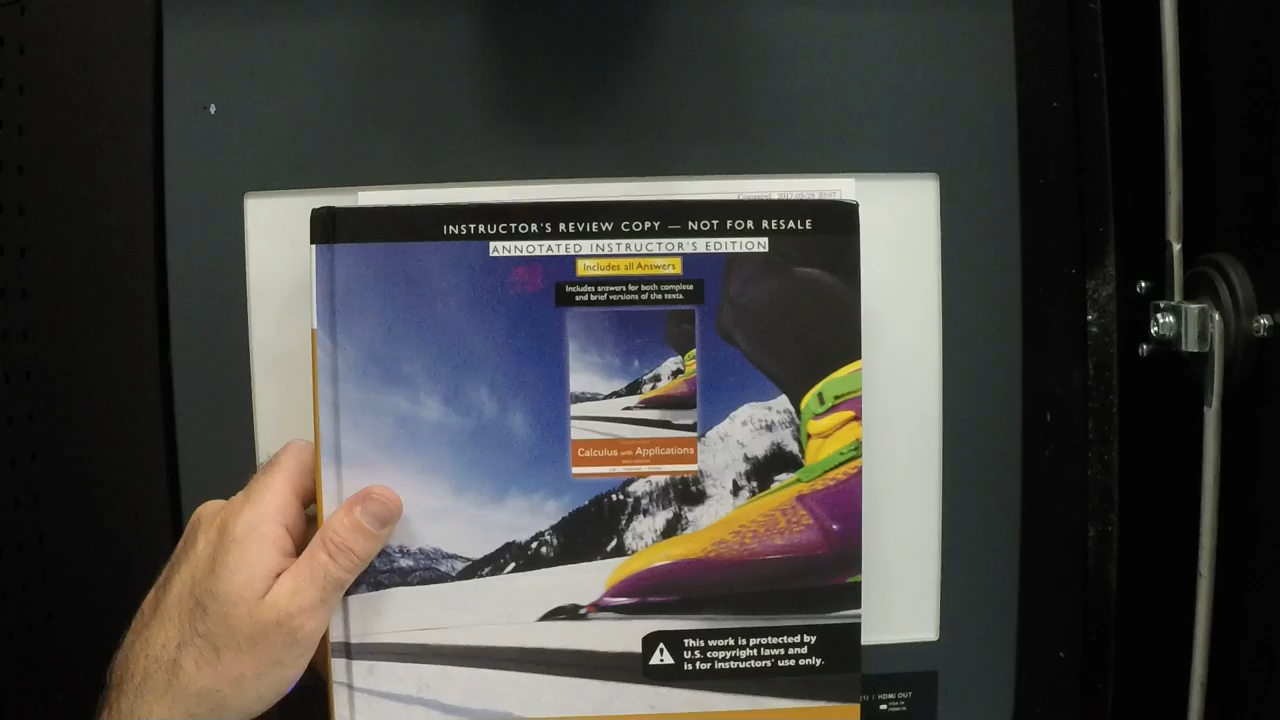 INSTRUCTOR'S REVIEW COPY — NOT FOR RESALE
ANNOTATED INSTRUCTOR'S EDITION
Includes all Answers
Includes answers for both complete
and brief versions of the texts.
Calculus with Applications
This work is protected by
U.S. copyright laws and
is for instructors' use only.
HDMI OUT